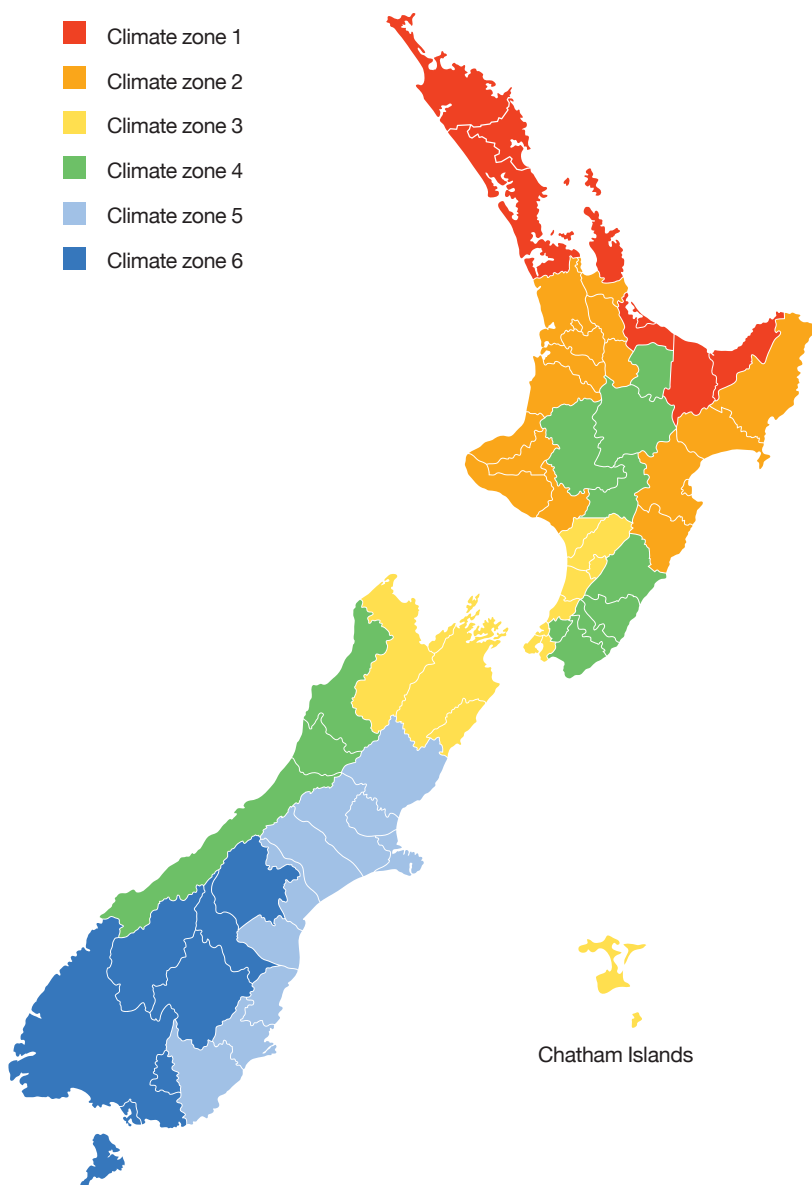 Climate zone 1
Climate zone 2
Climate zone 3
Climate zone 4
Climate zone 5
Climate zone 6
Chatham Islands